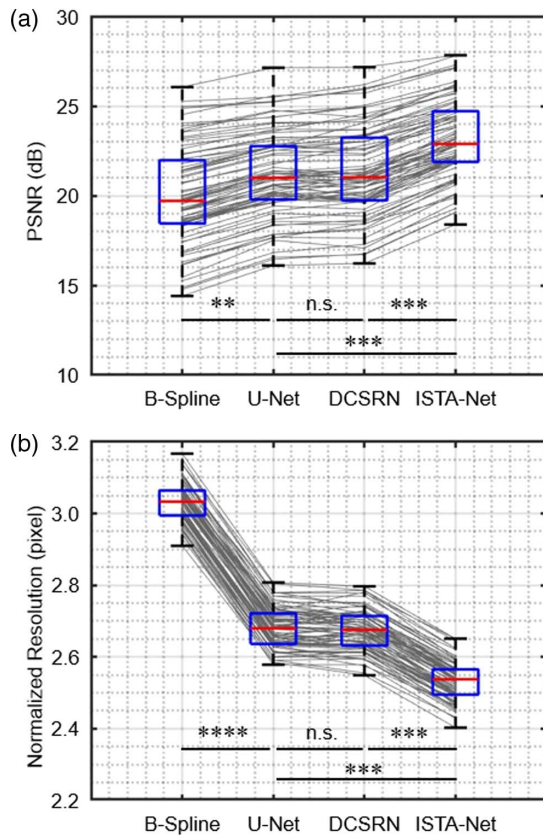 (a)
30
25
20
15
10
PSNR (dB)
** n.s. ***
***
B-Spline U-Net DCSRN ISTA-Net
(b)
3.2
3.0
2.8
2.6
2.4
2.2
Normalized Resolution (pixel)
**** n.s. ***
***
B-Spline U-Net DCSRN ISTA-Net